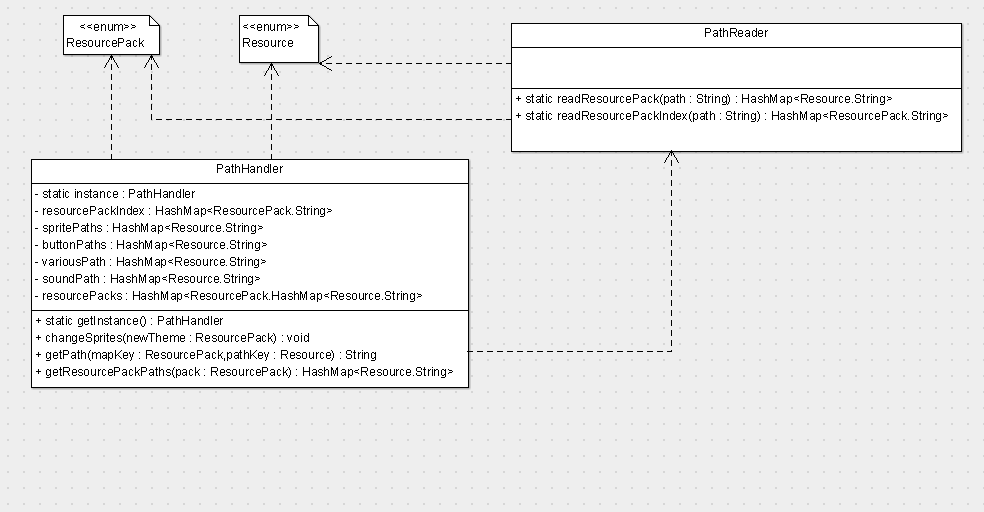 <<enum>>
ResourcePack
<<enum>>
Resource
PathReader
+ static readResourcePack(path : String) : HashMap<Resource.String>
+ static readResourcePackIndex(path : String) : HashMap<ResourcePack.String>
PathHandler
- static instance : PathHandler
- resourcePackIndex : HashMap<ResourcePack.String>
- spritePaths : HashMap<Resource.String>
- buttonPaths : HashMap<Resource.String>
- variousPath : HashMap<Resource.String>
- soundPath : HashMap<Resource.String>
- resourcePacks : HashMap<ResourcePack.HashMap<Resource.String>
+ static getInstance() : PathHandler
+ changeSprites(newTheme : ResourcePack) : void
+ getPath(mapKey : ResourcePack,pathKey : Resource) : String
+ getResourcePackPaths(pack : ResourcePack) : HashMap<Resource.String>